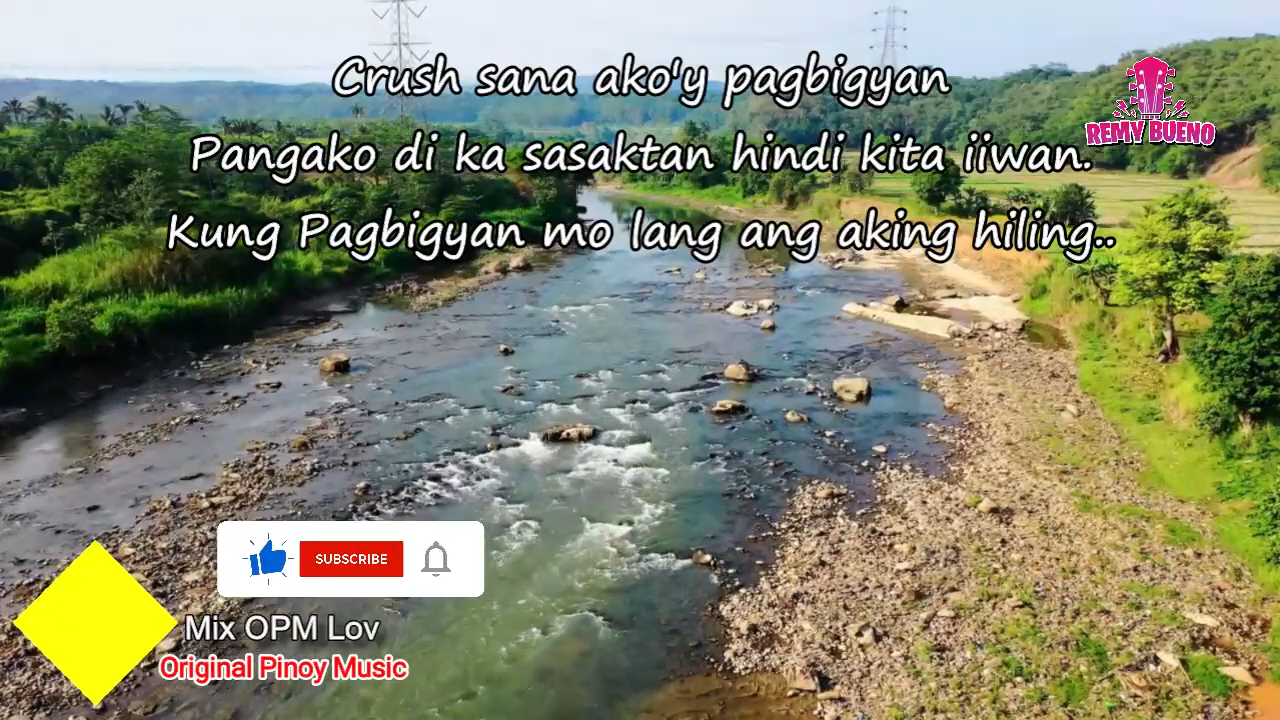 Crush sana ako'y pagbigyan
Pangako di ka sasaktan hindi kita iiwan.
Kung Pagbigyan mo lang ang aking hiling..
REMY BUENO
SUBSCRIBE
Mix OPM Lov
Original Pinoy Music